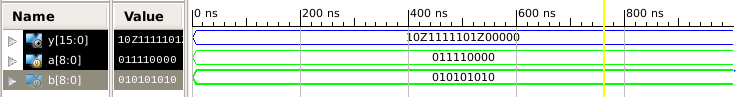 Name Value 0 ns 200 ns 400 ns 600 ns 800 ns
y[15:0] 10Z1111101 10Z1111101Z00000
a[8:0] 011110000 011110000
b[8:0] 010101010 010101010